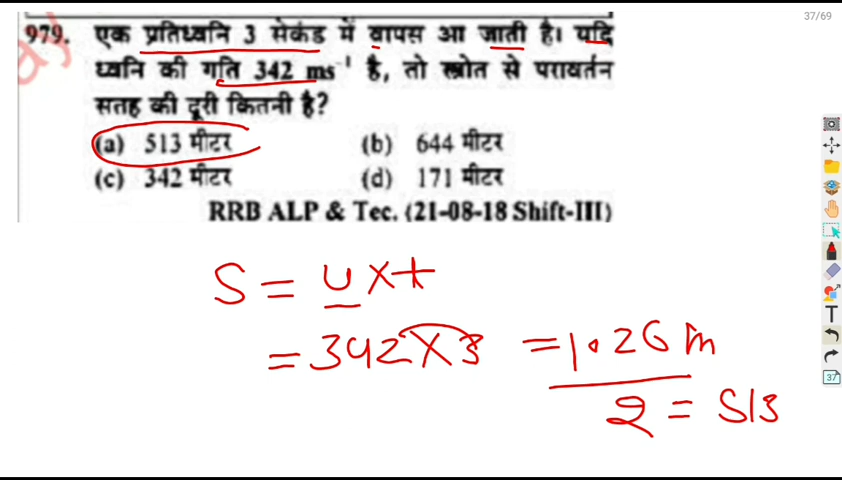 37/69
979. एक प्रतिध्वनि 3 सेकेंड में वापस आ जाती है। यदि
ध्वनि की गति 342 ms⁻¹ है, तो स्त्रोत से परावर्तन
सतह की दूरी कितनी है?
(a) 513 मीटर (b) 644 मीटर
(c) 342 मीटर (d) 171 मीटर
RRB ALP & Tec. (21-08-18 Shift-III)
S = u×t
= 342×3 = 1.26 m
2 = 513
T
37